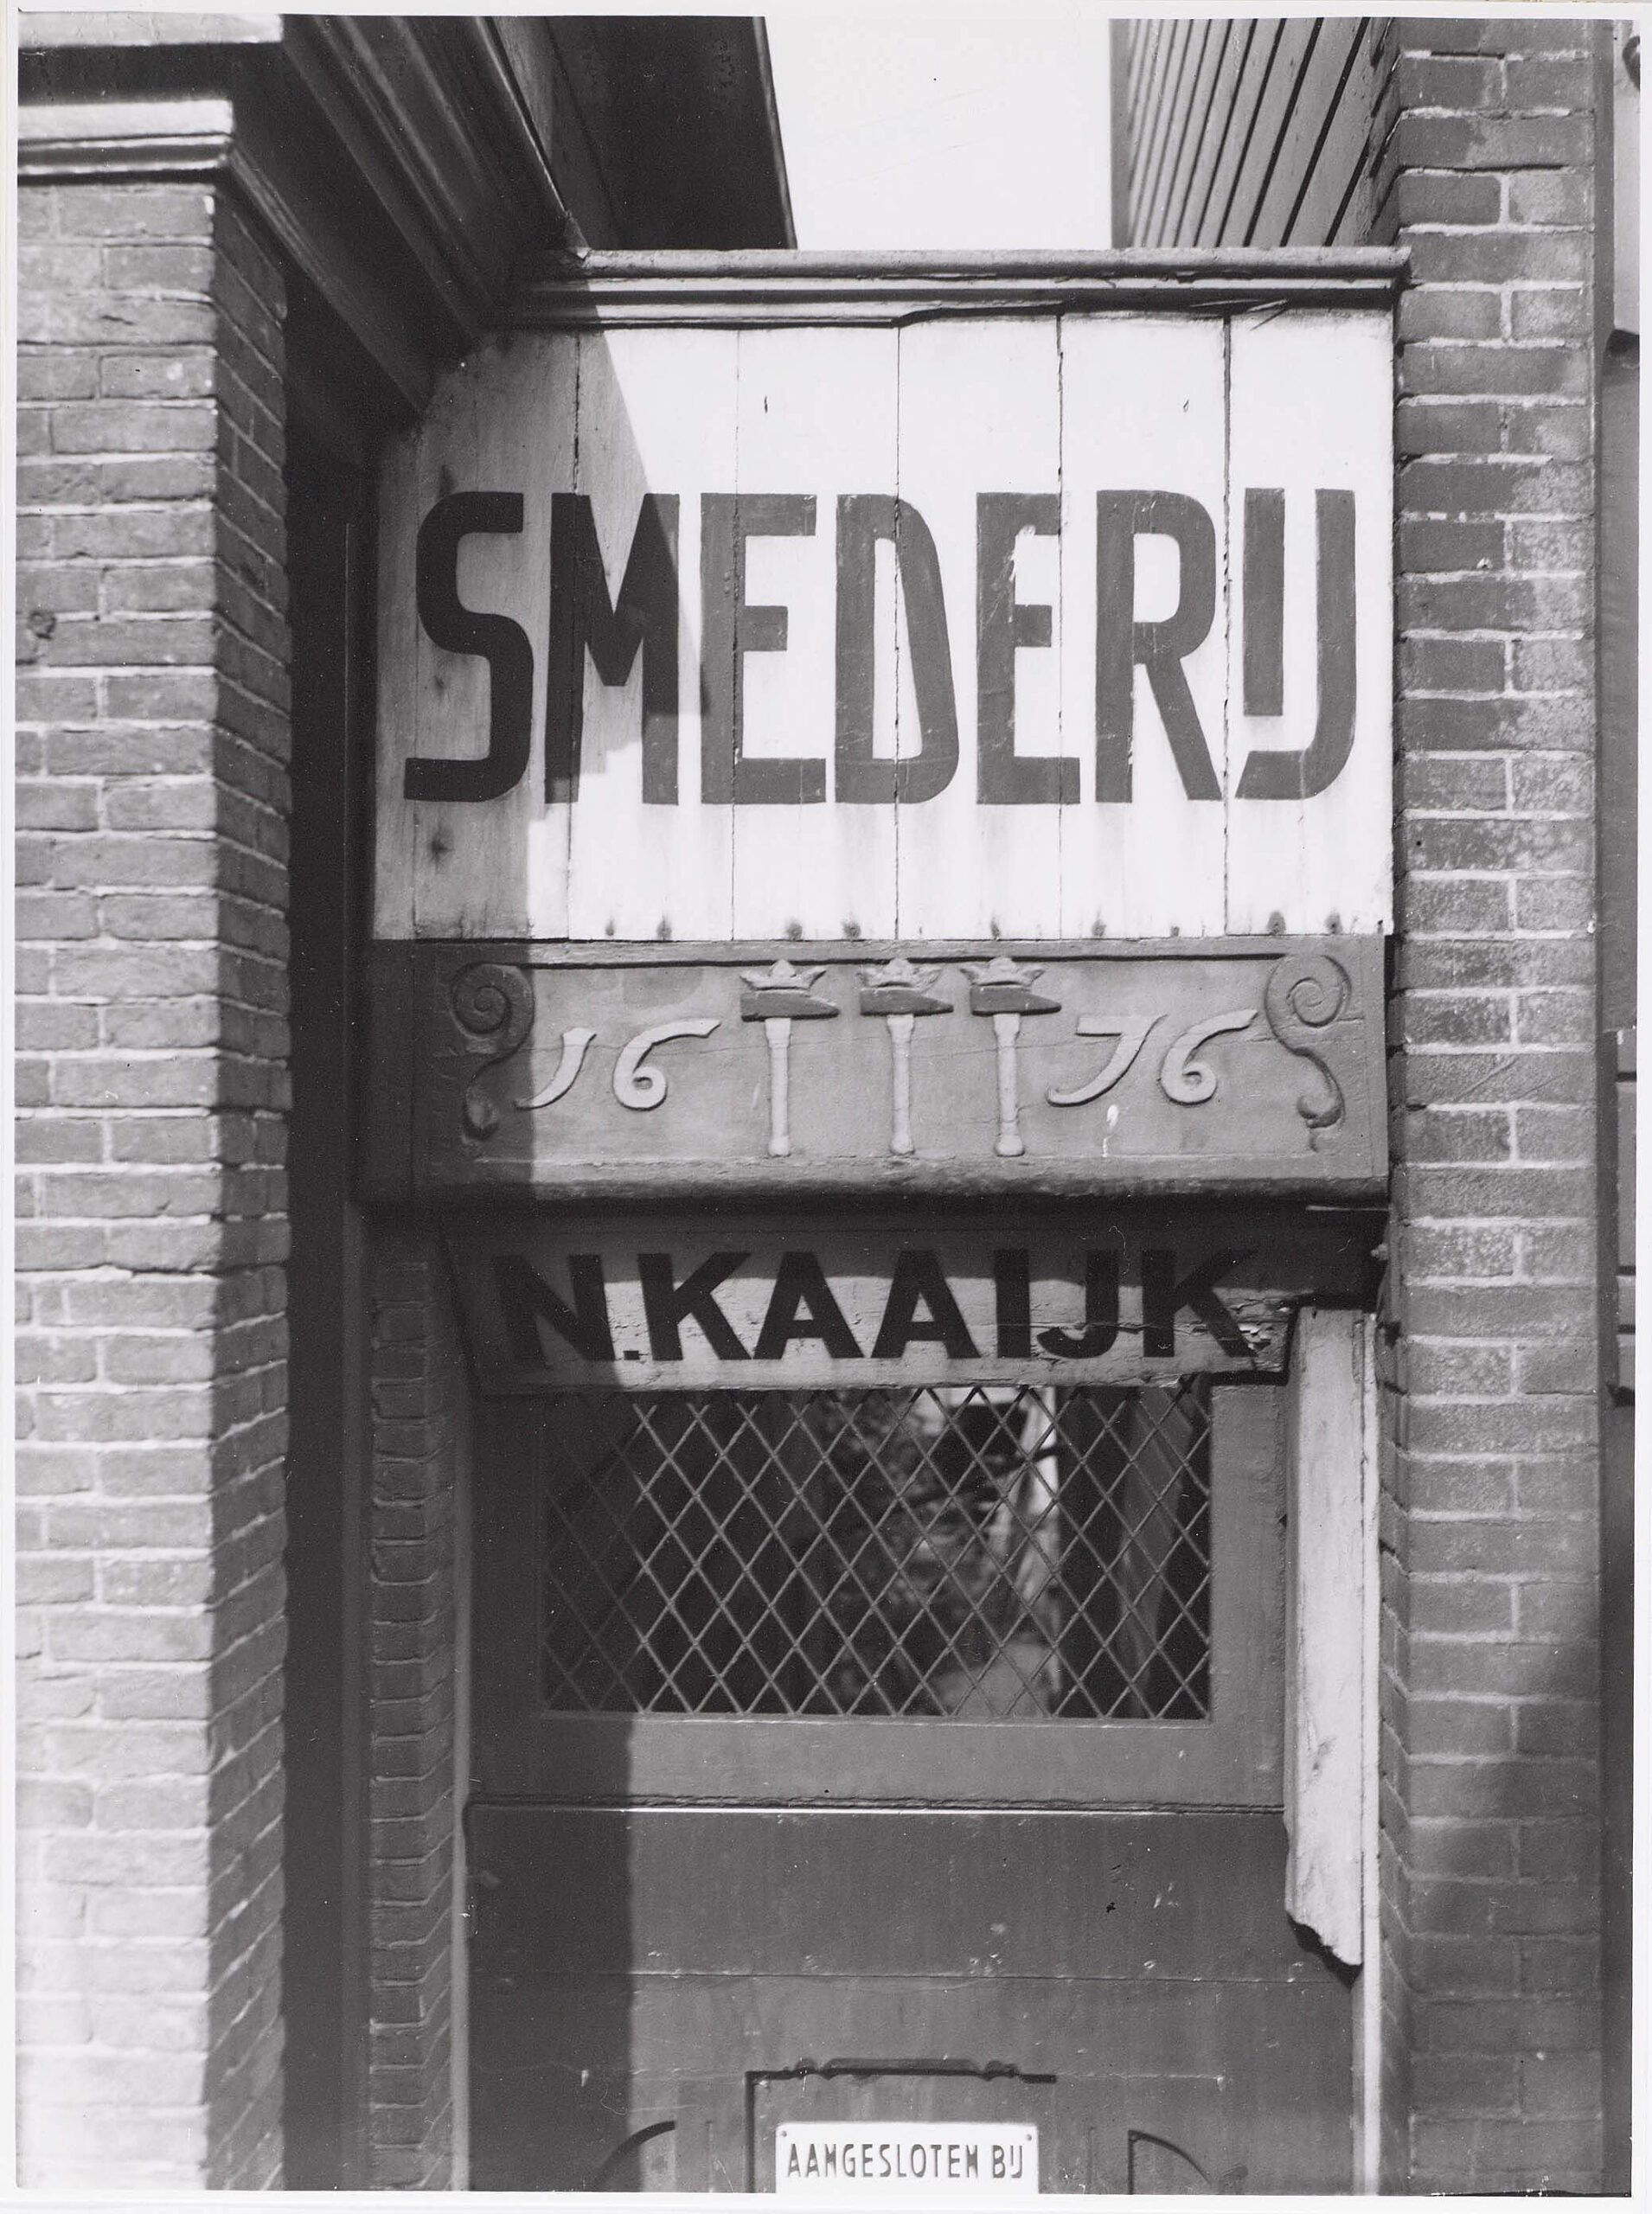 SMEDERIJ
16 76
N.KAAIJK
AANGESLOTEN BIJ